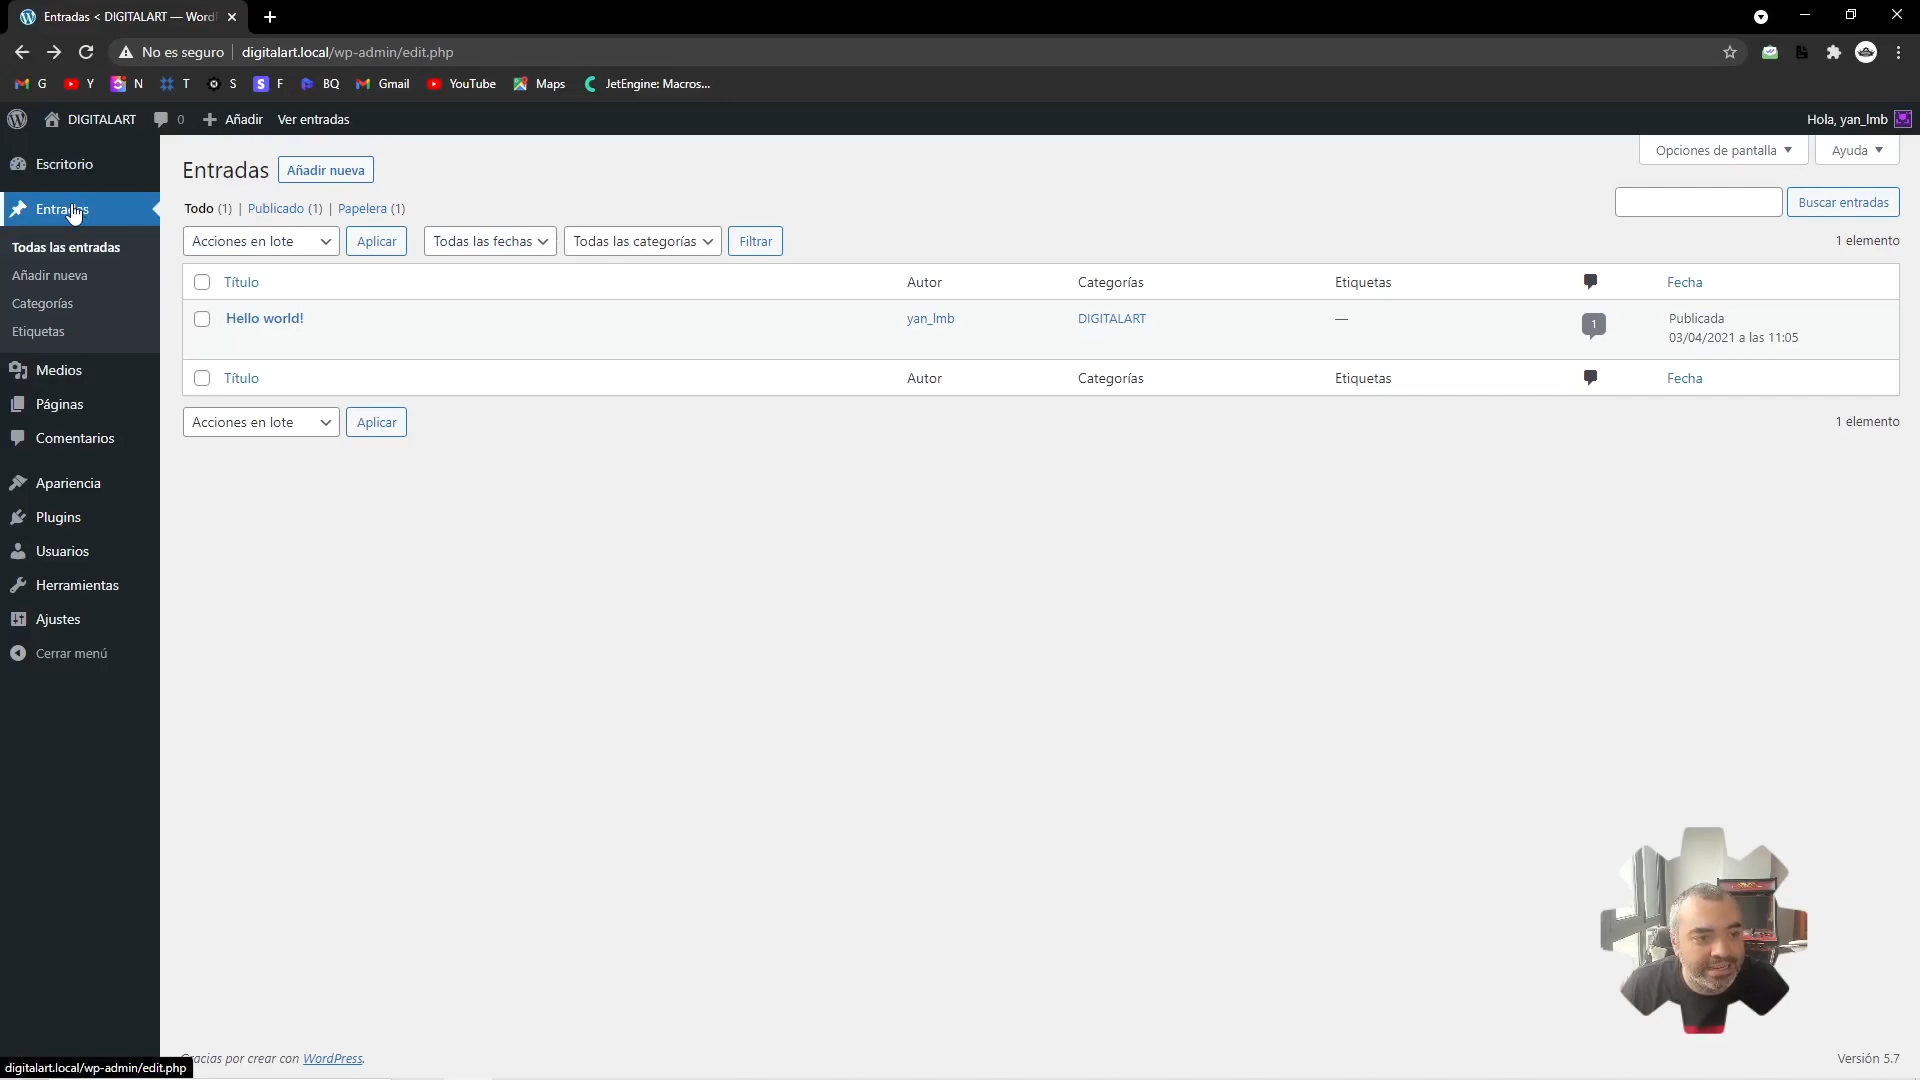 Entradas < DIGITALART — Word
No es seguro
digitalart.local/wp-admin/edit.php
G
Y
N
T
S
F
BQ
Gmail
YouTube
Maps
JetEngine: Macros...
DIGITALART
0
Añadir
Ver entradas
Hola, yan_lmb
Escritorio
Entradas
Todas las entradas
Añadir nueva
Categorías
Etiquetas
Medios
Páginas
Comentarios
Apariencia
Plugins
Usuarios
Herramientas
Ajustes
Cerrar menú
Opciones de pantalla
Ayuda
Entradas
Añadir nueva
Todo (1) | Publicado (1) | Papelera (1)
Buscar entradas
Acciones en lote
Aplicar
Todas las fechas
Todas las categorías
Filtrar
1 elemento
Título
Autor
Categorías
Etiquetas
Fecha
Hello world!
yan_lmb
DIGITALART
—
1
Publicada
03/04/2021 a las 11:05
Título
Autor
Categorías
Etiquetas
Fecha
Acciones en lote
Aplicar
1 elemento
Gracias por crear con WordPress.
Versión 5.7
digitalart.local/wp-admin/edit.php